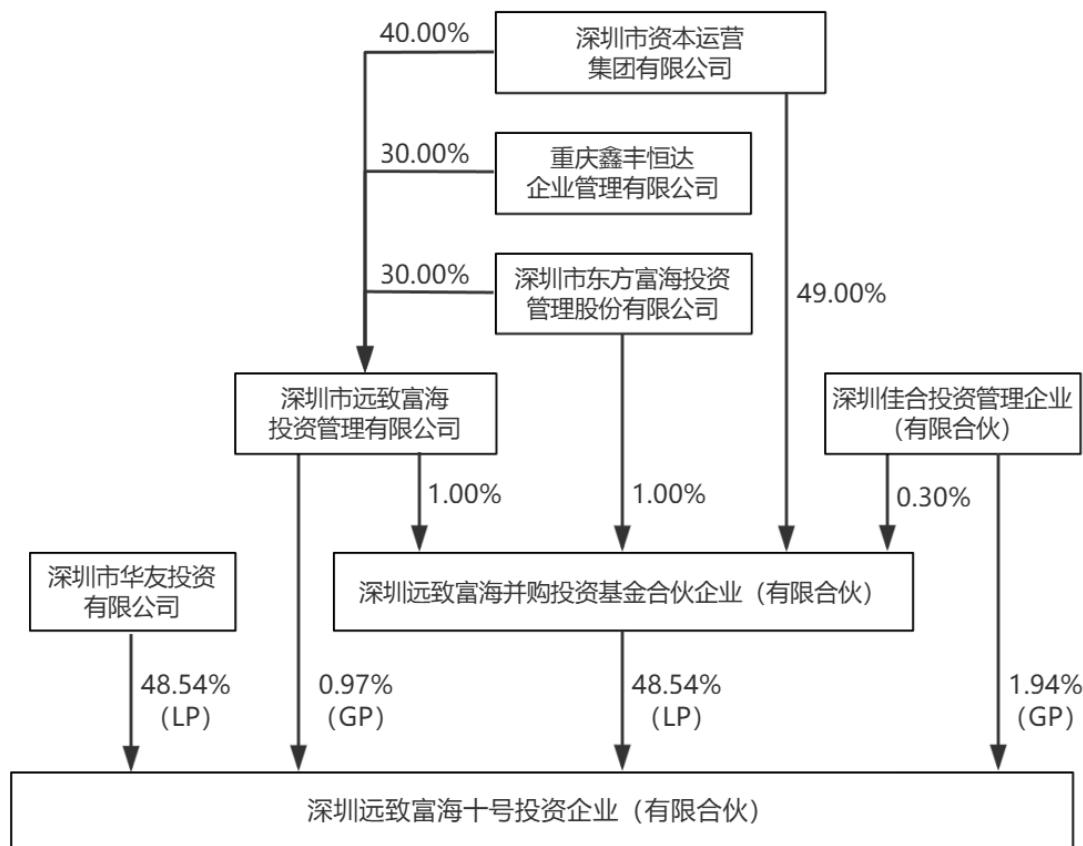 40.00%
深圳市资本运营
集团有限公司
30.00%
重庆鑫丰恒达
企业管理有限公司
30.00%
深圳市东方富海投资
管理股份有限公司
49.00%
深圳市远致富海
投资管理有限公司
深圳佳合投资管理企业
（有限合伙）
1.00%
1.00%
0.30%
深圳市华友投资
有限公司
深圳远致富海并购投资基金合伙企业（有限合伙）
48.54%
（LP）
0.97%
（GP）
48.54%
（LP）
1.94%
（GP）
深圳远致富海十号投资企业（有限合伙）